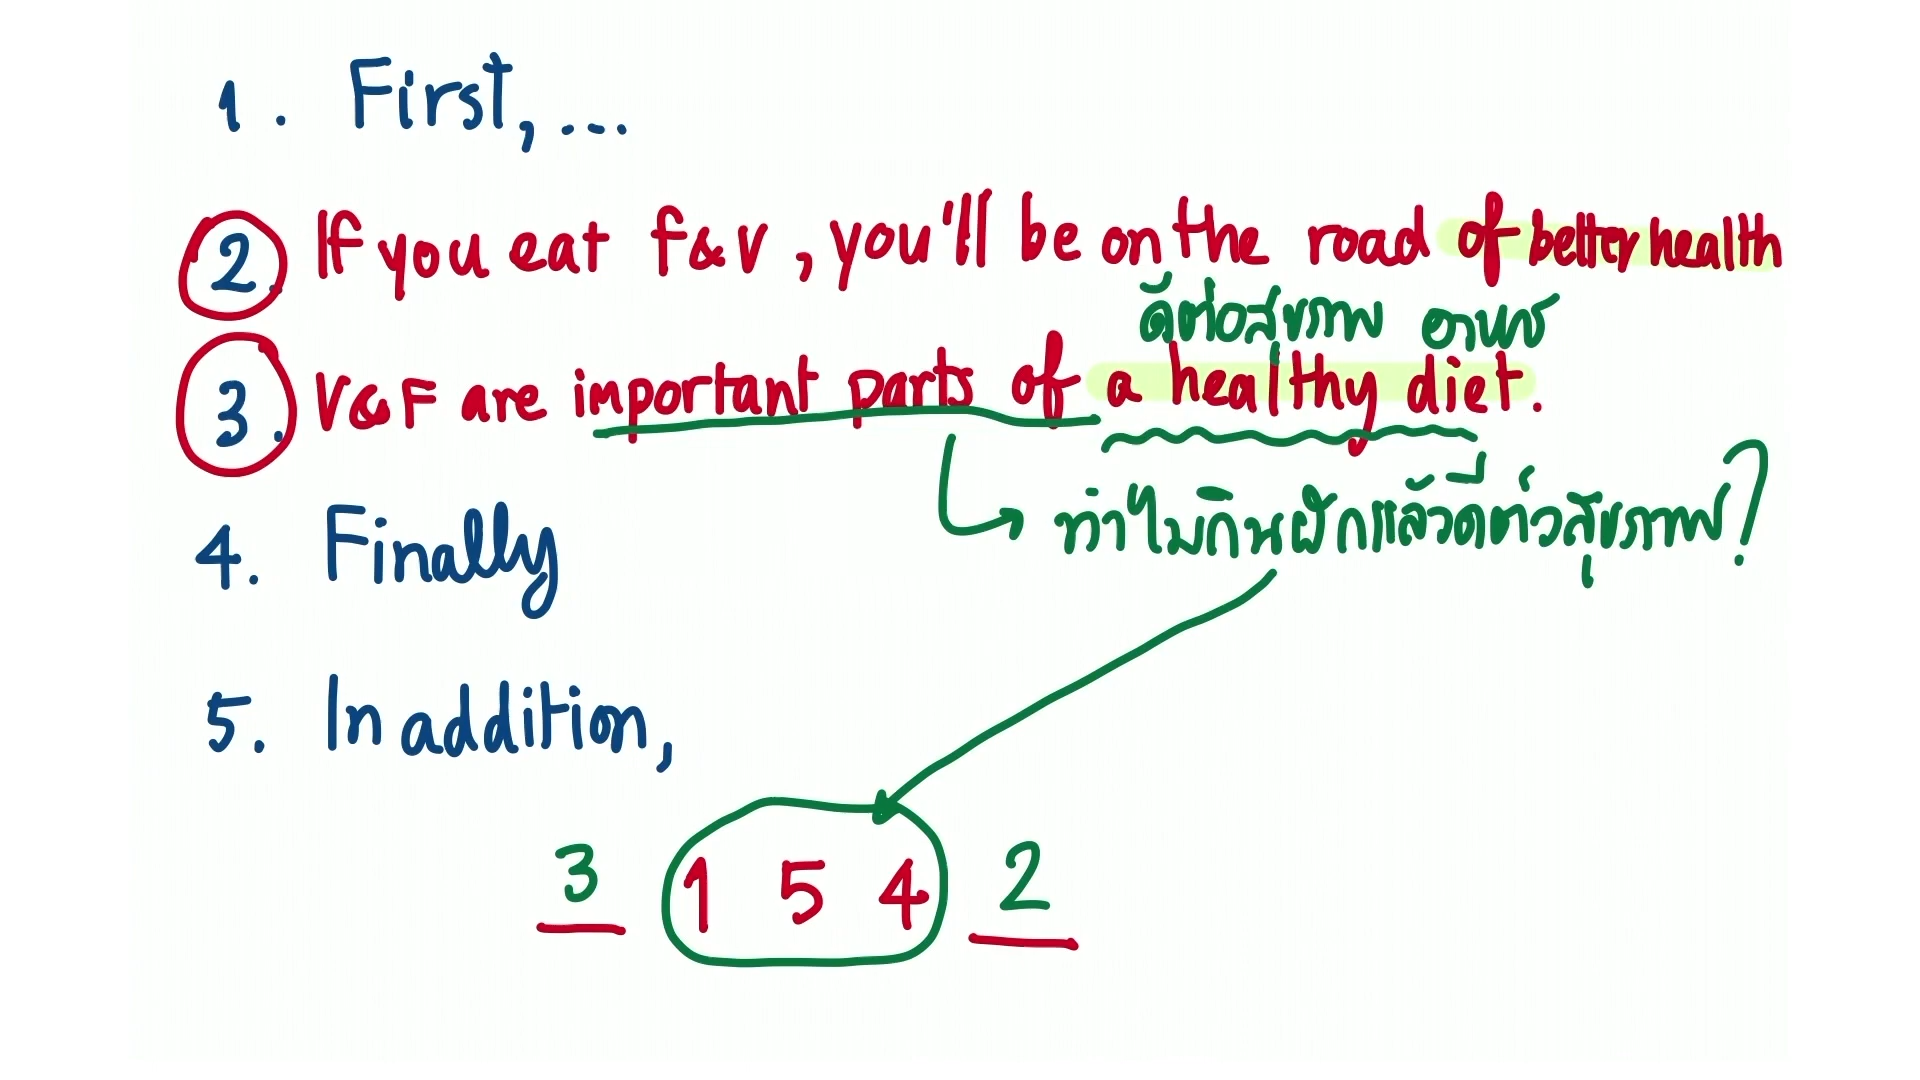 1. First, ...
2. If you eat f&v, you'll be on the road of better health
ดีต่อสุขภาพ อาหาร
3. V&F are important parts of a healthy diet.
ทำไมกินผักแล้วดีต่อสุขภาพ?
4. Finally
5. In addition,
3 1 5 4 2